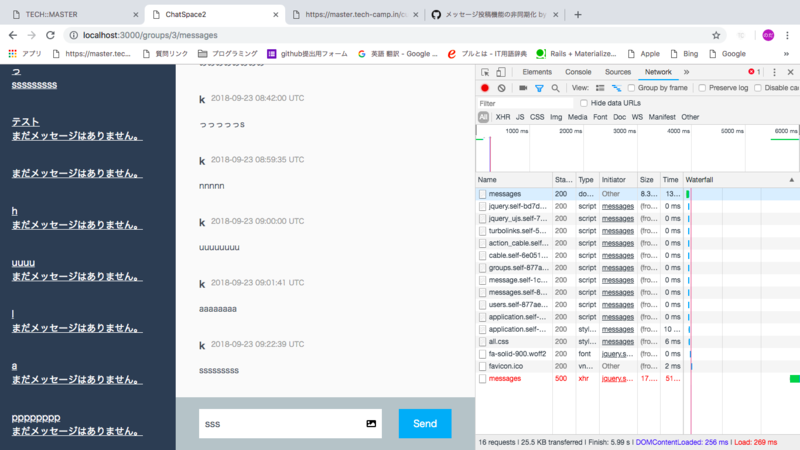 TECH::MASTER
ChatSpace2
https://master.tech-camp.in/cu
メッセージ投稿機能の非同期化 by
localhost:3000/groups/3/messages
アプリ
https://master.tec...
質問リンク
プログラミング
github提出用フォーム
英語 翻訳 - Google ...
プルとは - IT用語辞典
Rails + Materialize...
Apple
Bing
Google
っ
sssssssss
テスト
まだメッセージはありません。
まだメッセージはありません。
h
まだメッセージはありません。
uuuu
まだメッセージはありません。
l
まだメッセージはありません。
a
まだメッセージはありません。
pppppppp
まだメッセージはありません。
k 2018-09-23 08:42:00 UTC
っっっっっs
k 2018-09-23 08:59:35 UTC
nnnnn
k 2018-09-23 09:00:00 UTC
uuuuuuuu
k 2018-09-23 09:01:41 UTC
aaaaaaaa
k 2018-09-23 09:22:39 UTC
sssssssss
sss
Send
Elements Console Sources Network » 1
View: Group by frame Preserve log Disable cac
Filter Hide data URLs
All XHR JS CSS Img Media Font Doc WS Manifest Other
1000 ms 2000 ms 3000 ms 4000 ms 5000 ms 6000 ms
Name Sta... Type Initiator Size Time Waterfall
messages 200 do... Other 8.3... 13...
jquery.self-bd7d... 200 script messages (fro... 0 ms
jquery_ujs.self-7... 200 script messages (fro... 0 ms
turbolinks.self-5... 200 script messages (fro... 0 ms
action_cable.self... 200 script messages (fro... 0 ms
cable.self-6e051... 200 script messages (fro... 0 ms
groups.self-877a... 200 script messages (fro... 0 ms
message.self-1c... 200 script messages (fro... 0 ms
messages.self-8... 200 script messages (fro... 0 ms
users.self-877ae... 200 script messages (fro... 0 ms
application.self-... 200 script messages (fro... 0 ms
application.self-... 200 styl... messages (fro... 10 ...
all.css 200 styl... messages (fro... 6 ms
fa-solid-900.woff2 200 font jquery.s... (fro... 0 ms
favicon.ico 200 vn... Other (fro... 2 ms
messages 500 xhr jquery.s... 17.... 51...
16 requests | 25.5 KB transferred | Finish: 5.99 s | DOMContentLoaded: 256 ms | Load: 269 ms